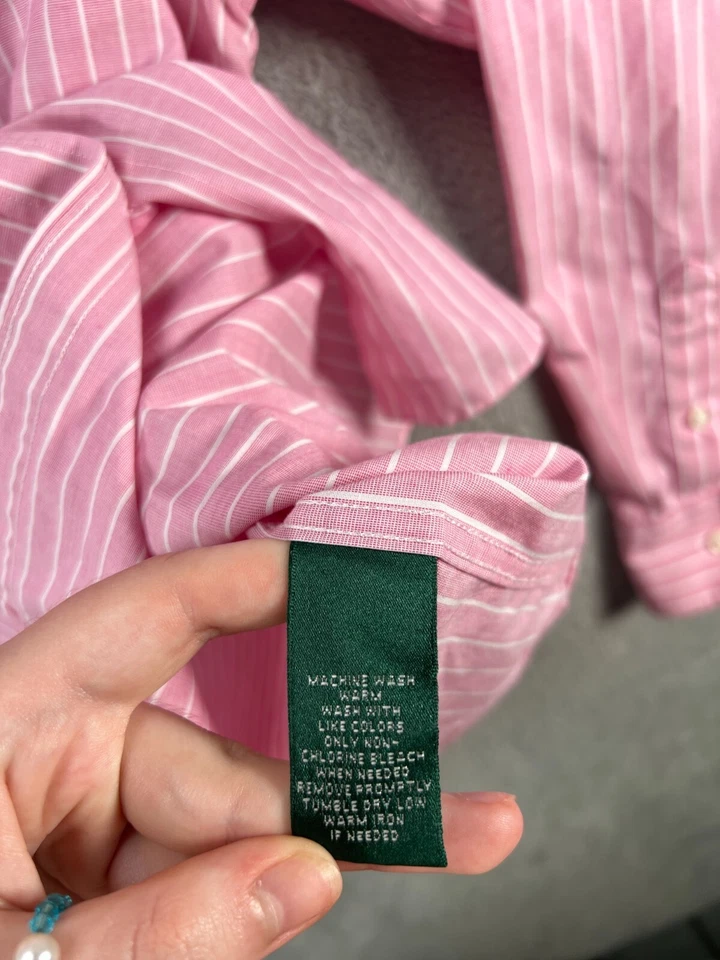 MACHINE WASH
WARM
WASH WITH
LIKE COLORS
ONLY NON-
CHLORINE BLEACH
WHEN NEEDED
REMOVE PROMPTLY
TUMBLE DRY LOW
WARM IRON
IF NEEDED